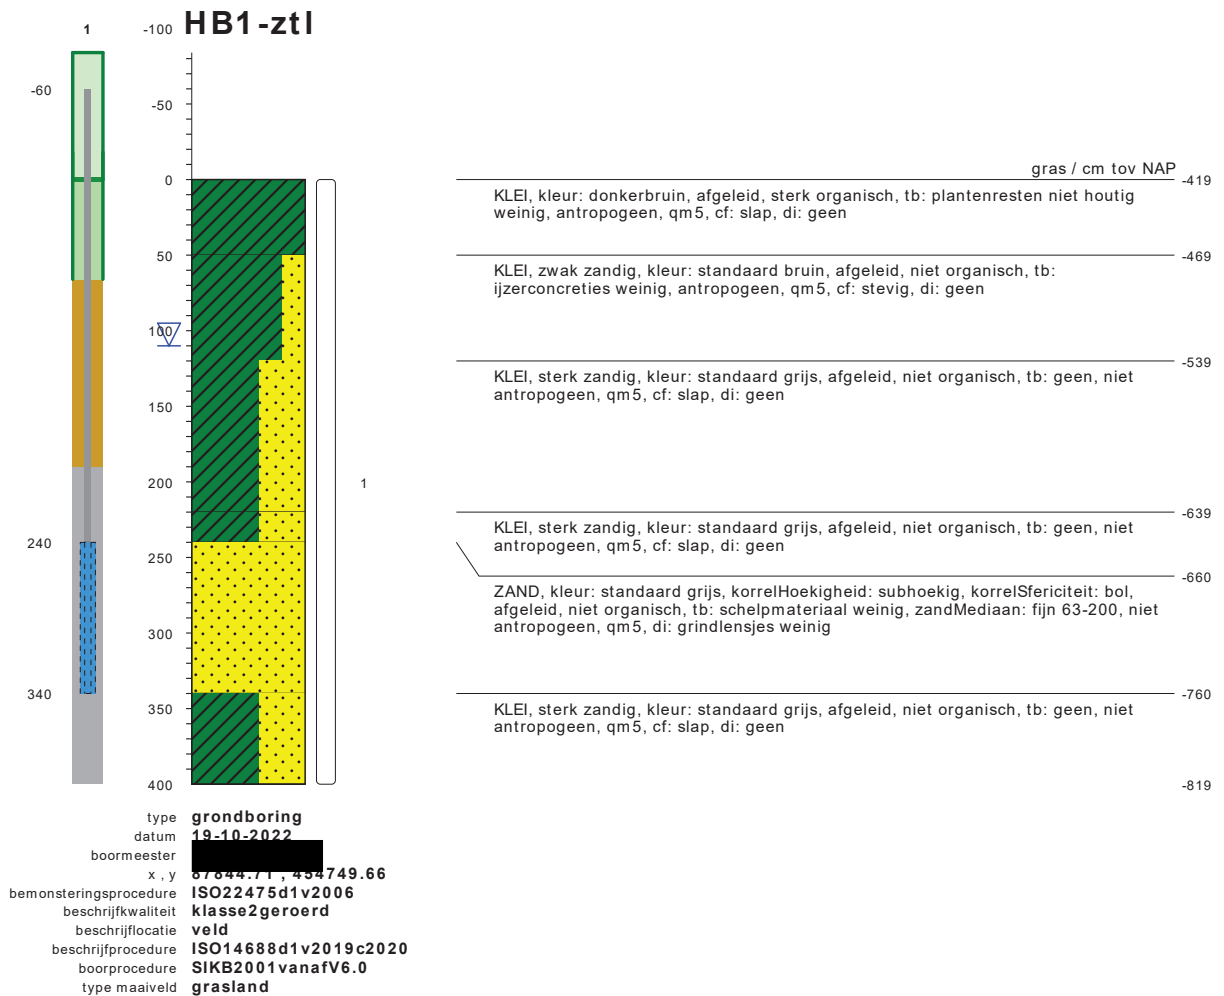 HB1-ztl
1
-100
-60
-50
0
50
100
150
200
250
300
350
400
240
340
1
gras / cm tov NAP
-419
KLEI, kleur: donkerbruin, afgeleid, sterk organisch, tb: plantenresten niet houtig
weinig, antropogeen, qm5, cf: slap, di: geen
-469
KLEI, zwak zandig, kleur: standaard bruin, afgeleid, niet organisch, tb:
ijzerconcreties weinig, antropogeen, qm5, cf: stevig, di: geen
-539
KLEI, sterk zandig, kleur: standaard grijs, afgeleid, niet organisch, tb: geen, niet
antropogeen, qm5, cf: slap, di: geen
-639
KLEI, sterk zandig, kleur: standaard grijs, afgeleid, niet organisch, tb: geen, niet
antropogeen, qm5, cf: slap, di: geen
-660
ZAND, kleur: standaard grijs, korrelHoekigheid: subhoekig, korrelSfericiteit: bol,
afgeleid, niet organisch, tb: schelpmateriaal weinig, zandMediaan: fijn 63-200, niet
antropogeen, qm5, di: grindlensjes weinig
-760
KLEI, sterk zandig, kleur: standaard grijs, afgeleid, niet organisch, tb: geen, niet
antropogeen, qm5, cf: slap, di: geen
-819
type grondboring
datum 19-10-2022
boormeester
x , y 87844.71 , 454749.66
bemonsteringsprocedure ISO22475d1v2006
beschrijfkwaliteit klasse2geroerd
beschrijflocatie veld
beschrijfprocedure ISO14688d1v2019c2020
boorprocedure SIKB2001vanafV6.0
type maaiveld grasland